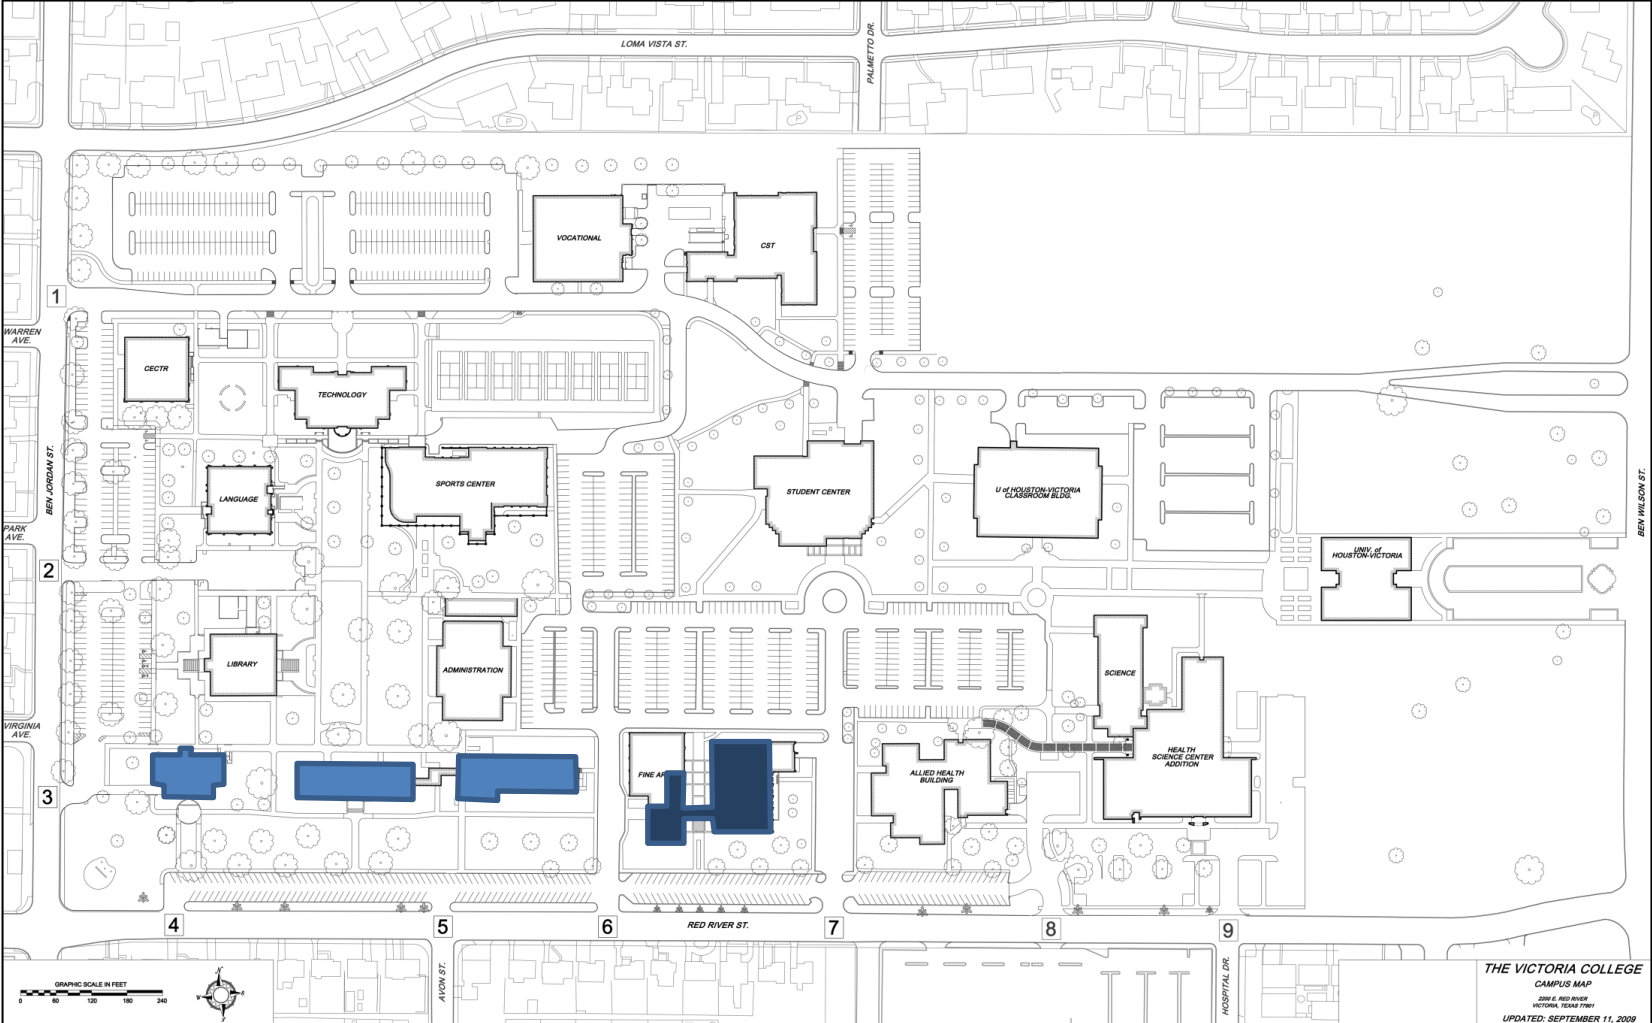 LOMA VISTA ST.
PALMETTO DR.
VOCATIONAL
CST
1
WARREN
AVE.
CECTR
TECHNOLOGY
BEN JORDAN ST.
SPORTS CENTER
LANGUAGE
STUDENT CENTER
U of HOUSTON-VICTORIA
CLASSROOM BLDG.
BEN WILSON ST.
PARK
AVE.
UNIV. of
HOUSTON-VICTORIA
2
LIBRARY
ADMINISTRATION
SCIENCE
VIRGINIA
AVE.
HEALTH
SCIENCE CENTER
ADDITION
FINE AR
ALLIED HEALTH
BUILDING
3
4
5
6
RED RIVER ST.
7
8
9
AVON ST.
HOSPITAL DR.
GRAPHIC SCALE IN FEET
0 60 120 180 240
N
W
S
THE VICTORIA COLLEGE
CAMPUS MAP
2200 E. RED RIVER
VICTORIA, TEXAS 77901
UPDATED: SEPTEMBER 11, 2009